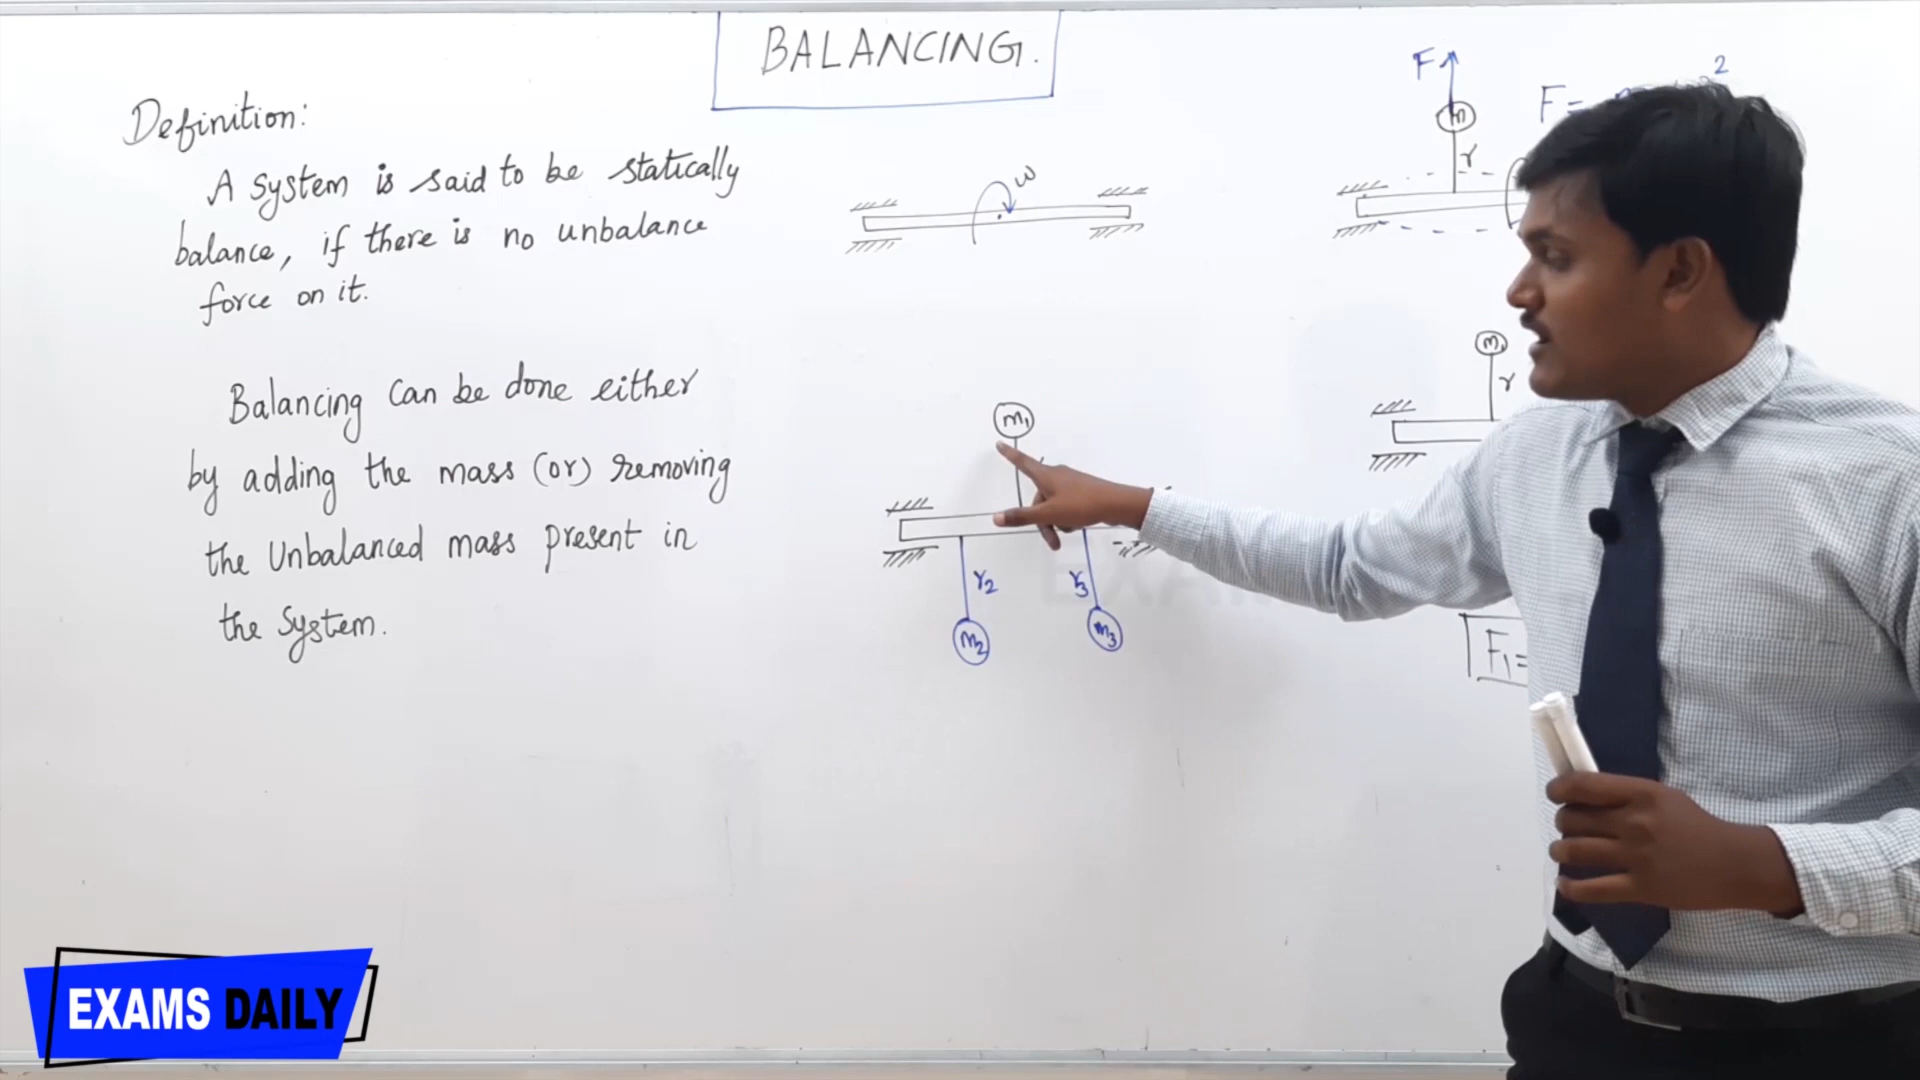 BALANCING.
Definition:
A System is said to be statically
balance, if there is no unbalance
force on it.
Balancing Can be done either
by adding the mass (or) removing
the Unbalanced mass present in
the System.
ω
F
m
r
F =
2
m₁
r₂
r₃
m₂
m₃
r
F₁=
EXAMS DAILY